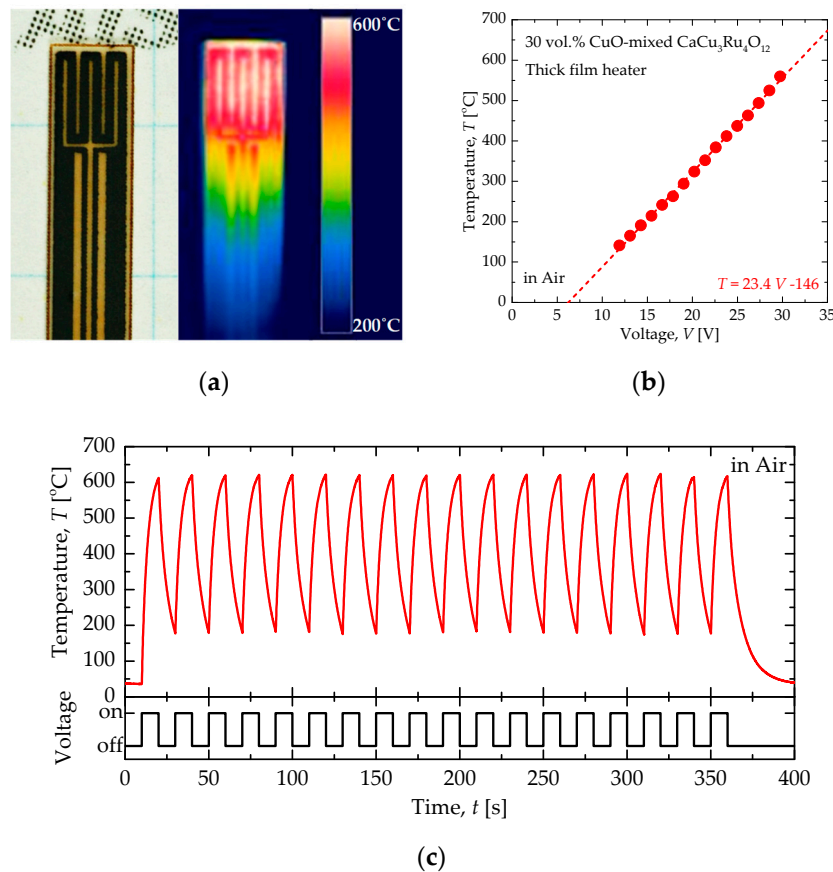 600°C
200°C
(a)
700
600
500
400
300
200
100
0
Temperature, T [°C]
30 vol.% CuO-mixed CaCu₃Ru₄O₁₂
Thick film heater
in Air
T = 23.4 V -146
0 5 10 15 20 25 30 35
Voltage, V [V]
(b)
700
600
500
400
300
200
100
0
Temperature, T [°C]
in Air
Voltage
on
off
0 50 100 150 200 250 300 350 400
Time, t [s]
(c)